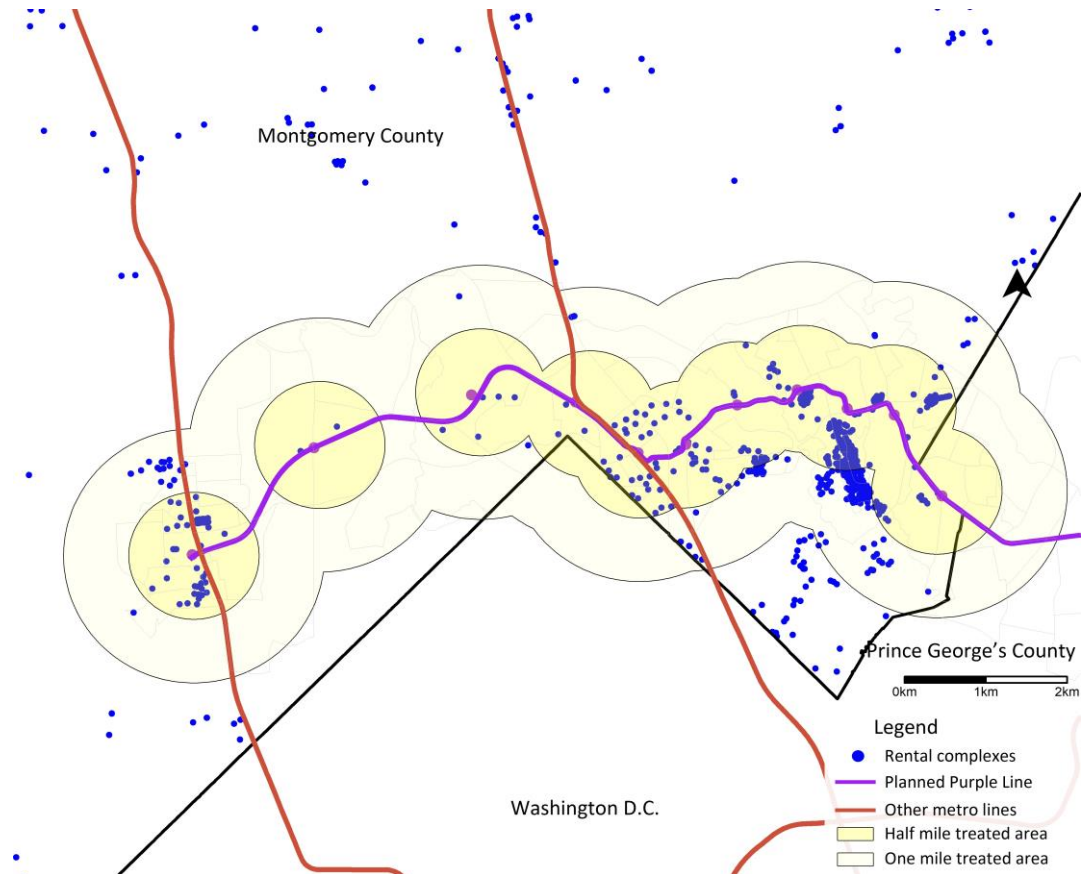 Montgomery County
Prince George's County
0km 1km 2km
Legend
Rental complexes
Planned Purple Line
Other metro lines
Half mile treated area
One mile treated area
Washington D.C.